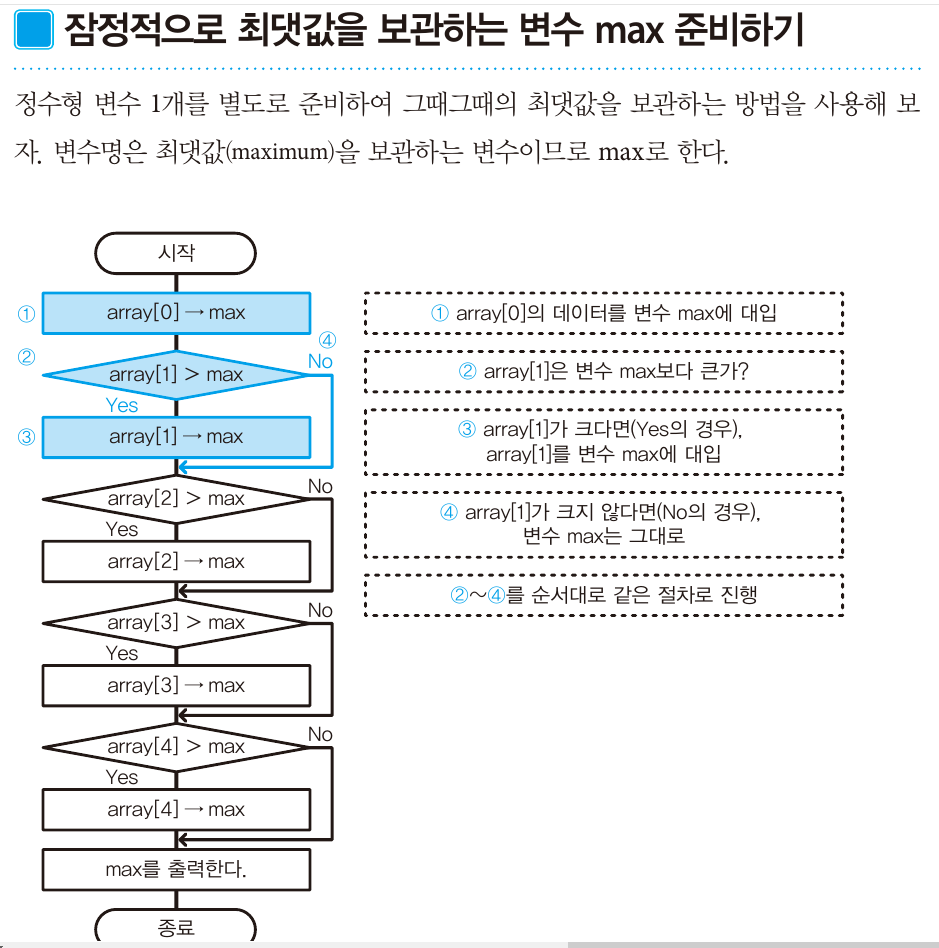 잠정적으로 최댓값을 보관하는 변수 max 준비하기
정수형 변수 1개를 별도로 준비하여 그때그때의 최댓값을 보관하는 방법을 사용해 보
자. 변수명은 최댓값(maximum)을 보관하는 변수이므로 max로 한다.
시작
① array[0] → max
② array[1] > max
④ No
Yes
③ array[1] → max
array[2] > max
No
Yes
array[2] → max
array[3] > max
No
Yes
array[3] → max
array[4] > max
No
Yes
array[4] → max
max를 출력한다.
종료
① array[0]의 데이터를 변수 max에 대입
② array[1]은 변수 max보다 큰가?
③ array[1]가 크다면(Yes의 경우),
array[1]를 변수 max에 대입
④ array[1]가 크지 않다면(No의 경우),
변수 max는 그대로
②~④를 순서대로 같은 절차로 진행